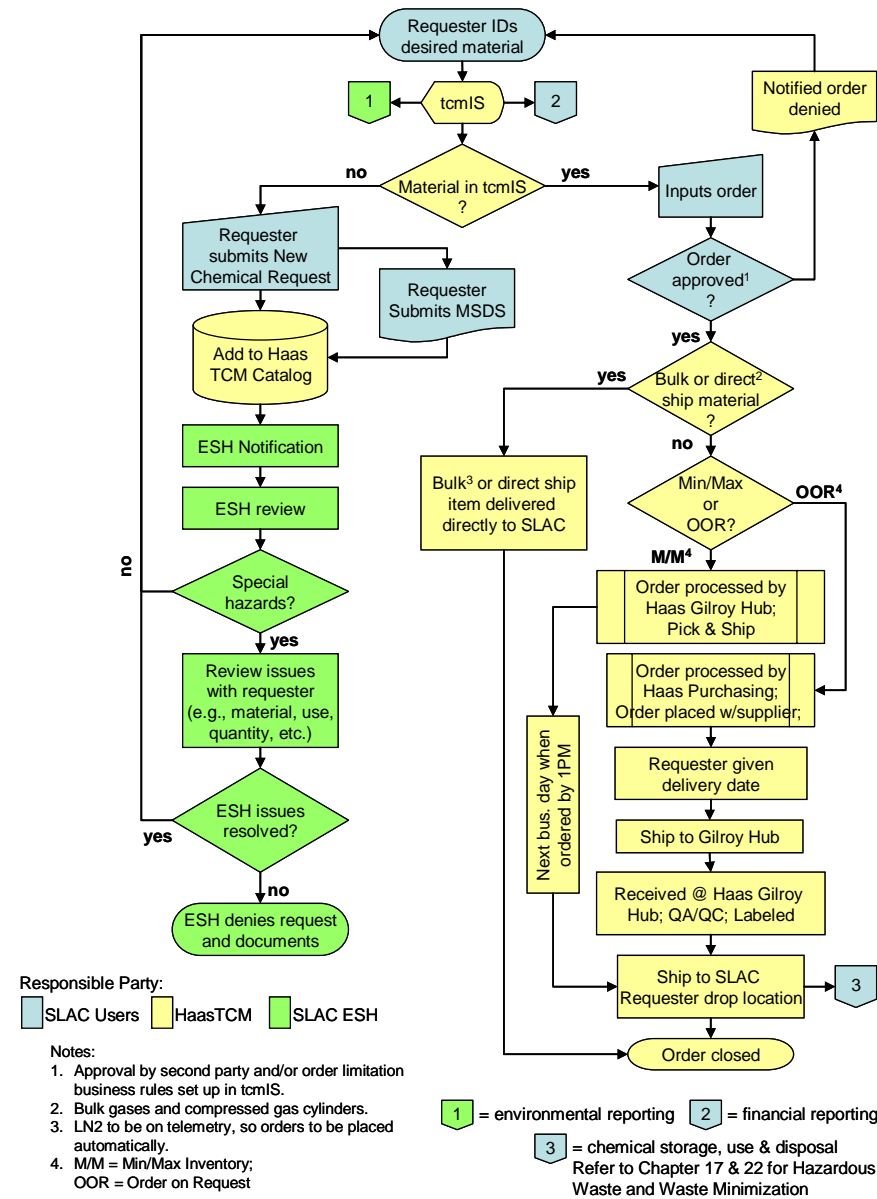 Requester IDs
desired material
1
tcmIS
2
Notified order
denied
no
Material in tcmIS
?
yes
Inputs order
Requester
submits New
Chemical Request
Order
approved¹
?
Requester
Submits MSDS
yes
Add to Haas
TCM Catalog
yes
Bulk or direct²
ship material
?
no
ESH Notification
Bulk³ or direct ship
item delivered
directly to SLAC
Min/Max
or
OOR?
OOR⁴
ESH review
M/M⁴
no
Special
hazards?
Order processed by
Haas Gilroy Hub;
Pick & Ship
yes
Review issues
with requester
(e.g., material, use,
quantity, etc.)
Order processed by
Haas Purchasing;
Order placed w/supplier;
Next bus. day when
ordered by 1PM
Requester given
delivery date
ESH issues
resolved?
yes
Ship to Gilroy Hub
no
Received @ Haas Gilroy
Hub; QA/QC; Labeled
ESH denies request
and documents
Ship to SLAC
Requester drop location
3
Order closed
Responsible Party:
SLAC Users HaasTCM SLAC ESH
Notes:
1. Approval by second party and/or order limitation
business rules set up in tcmIS.
2. Bulk gases and compressed gas cylinders.
3. LN2 to be on telemetry, so orders to be placed
automatically.
4. M/M = Min/Max Inventory;
OOR = Order on Request
1 = environmental reporting 2 = financial reporting
3 = chemical storage, use & disposal
Refer to Chapter 17 & 22 for Hazardous
Waste and Waste Minimization